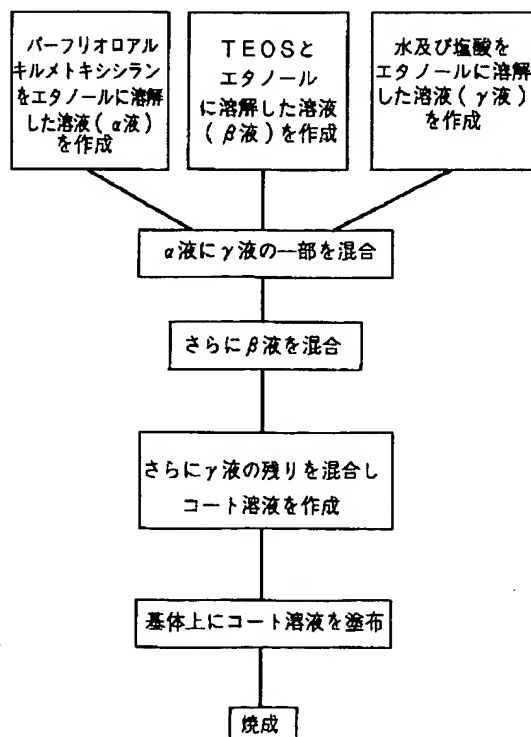 パーフリオロアル
キルメトキシシラン
をエタノールに溶解
した溶液(α液)
を作成
TEOSと
エタノール
に溶解した溶液
(β液)を作成
水及び塩酸を
エタノールに溶解
した溶液(γ液)
を作成
α液にγ液の一部を混合
さらにβ液を混合
さらにγ液の残りを混合し
コート溶液を作成
基体上にコート溶液を塗布
焼成